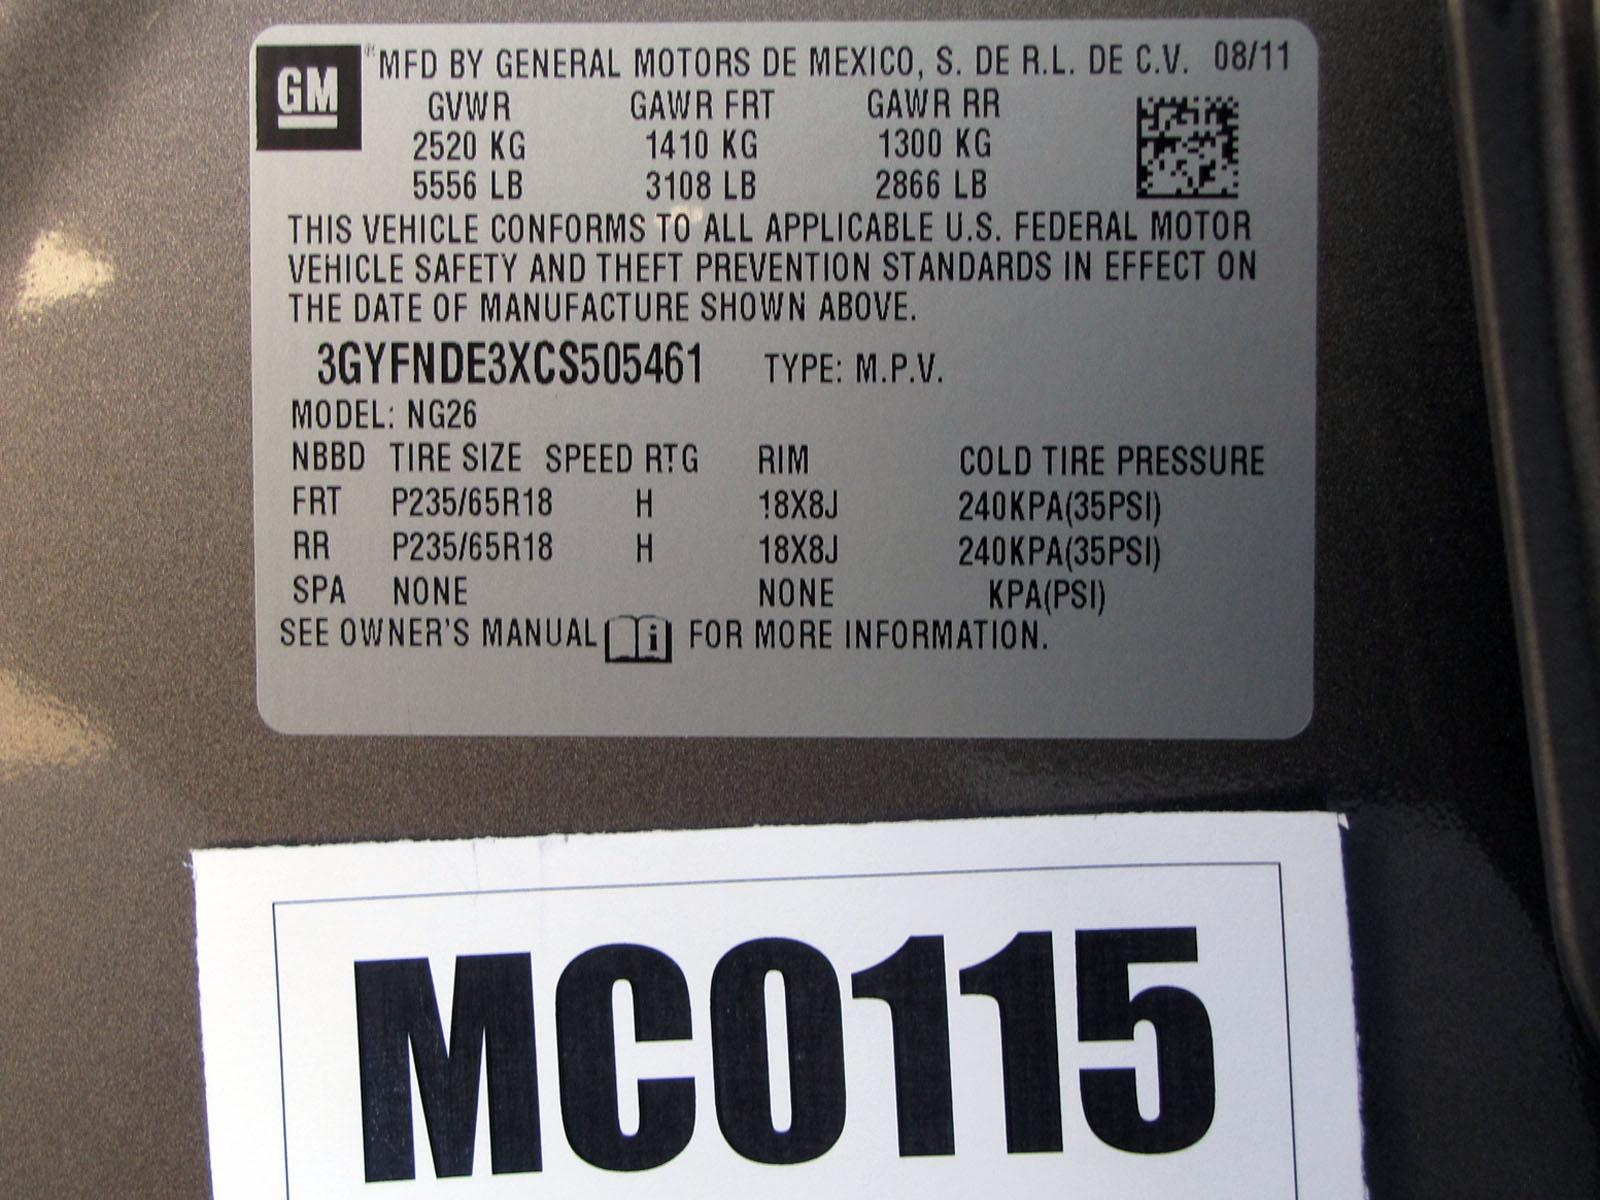 GM ® MFD BY GENERAL MOTORS DE MEXICO, S. DE R.L. DE C.V. 08/11
GVWR GAWR FRT GAWR RR
2520 KG 1410 KG 1300 KG
5556 LB 3108 LB 2866 LB
THIS VEHICLE CONFORMS TO ALL APPLICABLE U.S. FEDERAL MOTOR
VEHICLE SAFETY AND THEFT PREVENTION STANDARDS IN EFFECT ON
THE DATE OF MANUFACTURE SHOWN ABOVE.
3GYFNDE3XCS505461 TYPE: M.P.V.
MODEL: NG26
NBBD TIRE SIZE SPEED RTG RIM COLD TIRE PRESSURE
FRT P235/65R18 H 18X8J 240KPA(35PSI)
RR P235/65R18 H 18X8J 240KPA(35PSI)
SPA NONE NONE KPA(PSI)
SEE OWNER'S MANUAL i FOR MORE INFORMATION.
MC0115